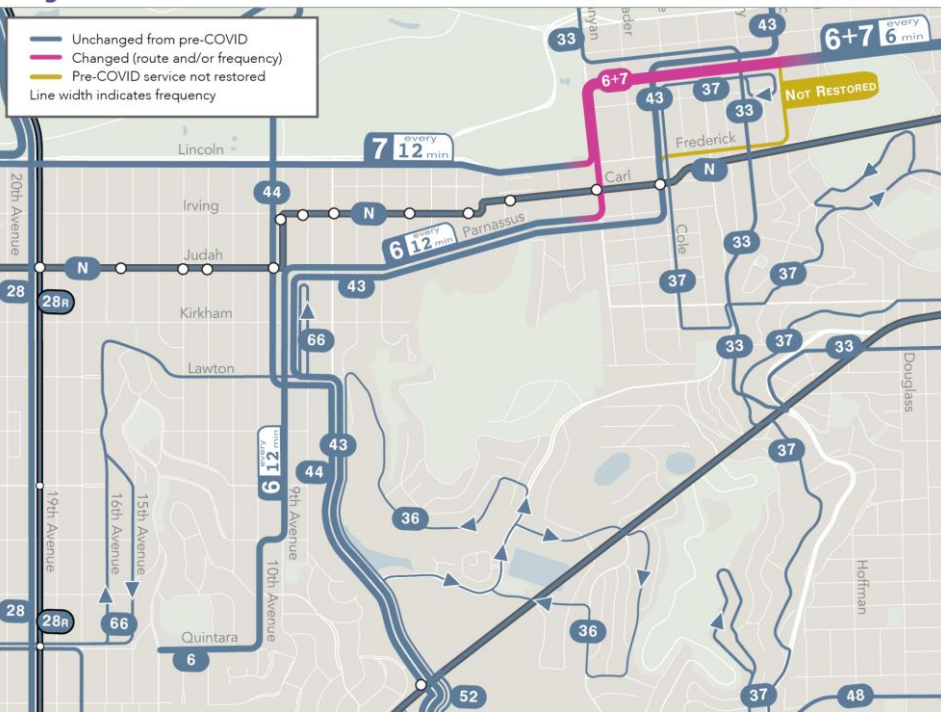 Unchanged from pre-COVID
Changed (route and/or frequency)
Pre-COVID service not restored
Line width indicates frequency
33
43
6+7 every 6 min
6+7
43
37
33
NOT RESTORED
Lincoln
7 every 12 min
Frederick
N
20th Avenue
44
Irving
N
Carl
6 every 12 min
Parnassus
Cole
33
Judah
N
43
37
37
28
28R
Kirkham
66
33
37
33
Lawton
Douglass
6 every 12 min
43
44
37
19th Avenue
16th Avenue
15th Avenue
9th Avenue
36
10th Avenue
Hoffman
28
28R
66
Quintara
36
6
52
37
48